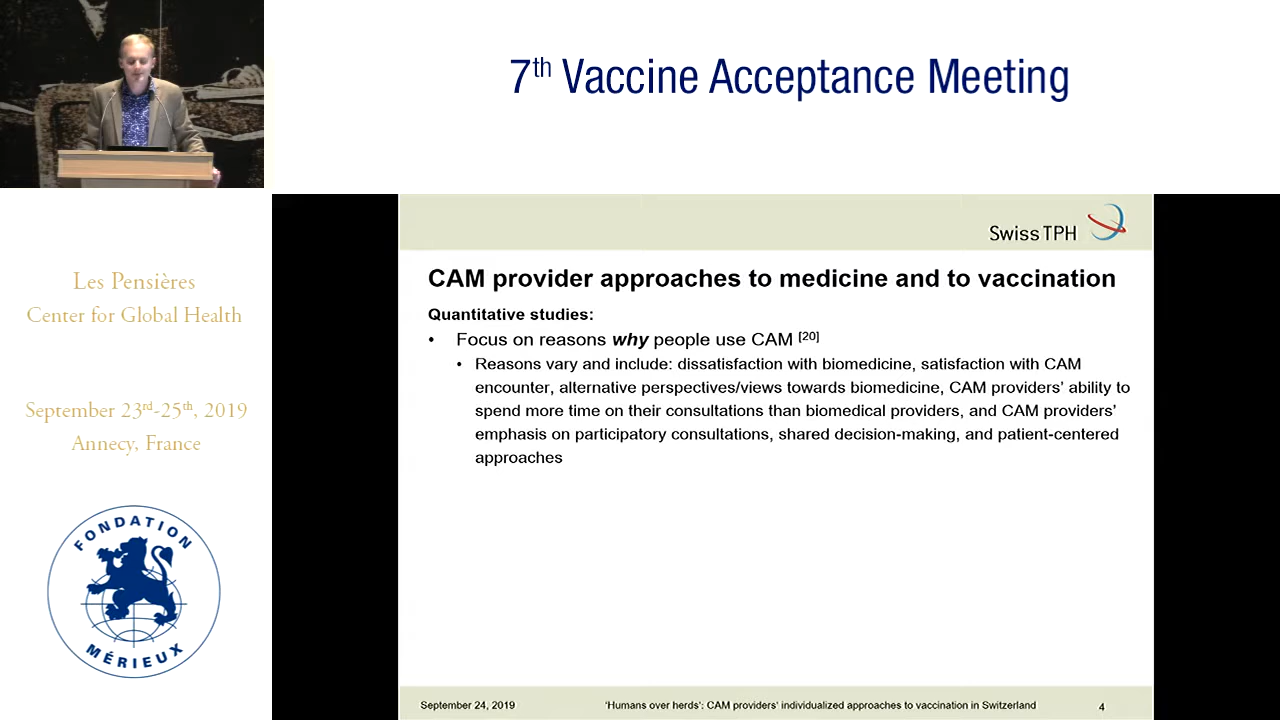 7th Vaccine Acceptance Meeting
Les Pensières
Center for Global Health
September 23rd-25th, 2019
Annecy, France
FONDATION
MÉRIEUX
Swiss TPH
CAM provider approaches to medicine and to vaccination
Quantitative studies:
• Focus on reasons why people use CAM [20]
• Reasons vary and include: dissatisfaction with biomedicine, satisfaction with CAM
encounter, alternative perspectives/views towards biomedicine, CAM providers' ability to
spend more time on their consultations than biomedical providers, and CAM providers'
emphasis on participatory consultations, shared decision-making, and patient-centered
approaches
September 24, 2019
'Humans over herds': CAM providers' individualized approaches to vaccination in Switzerland
4